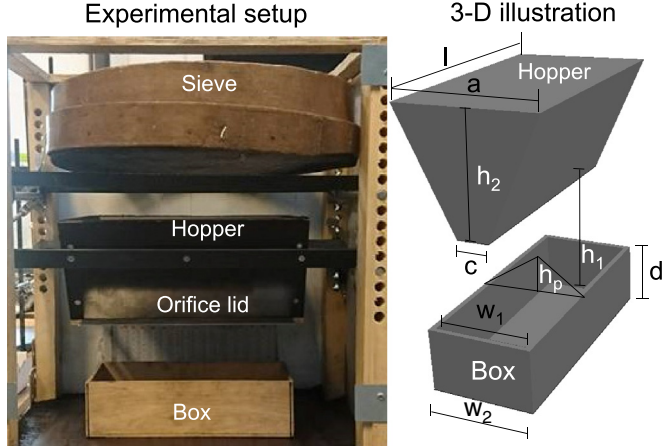 Experimental setup
Sieve
Hopper
Orifice lid
Box
3-D illustration
l
Hopper
a
h2
c
h1
hp
d
w1
Box
w2